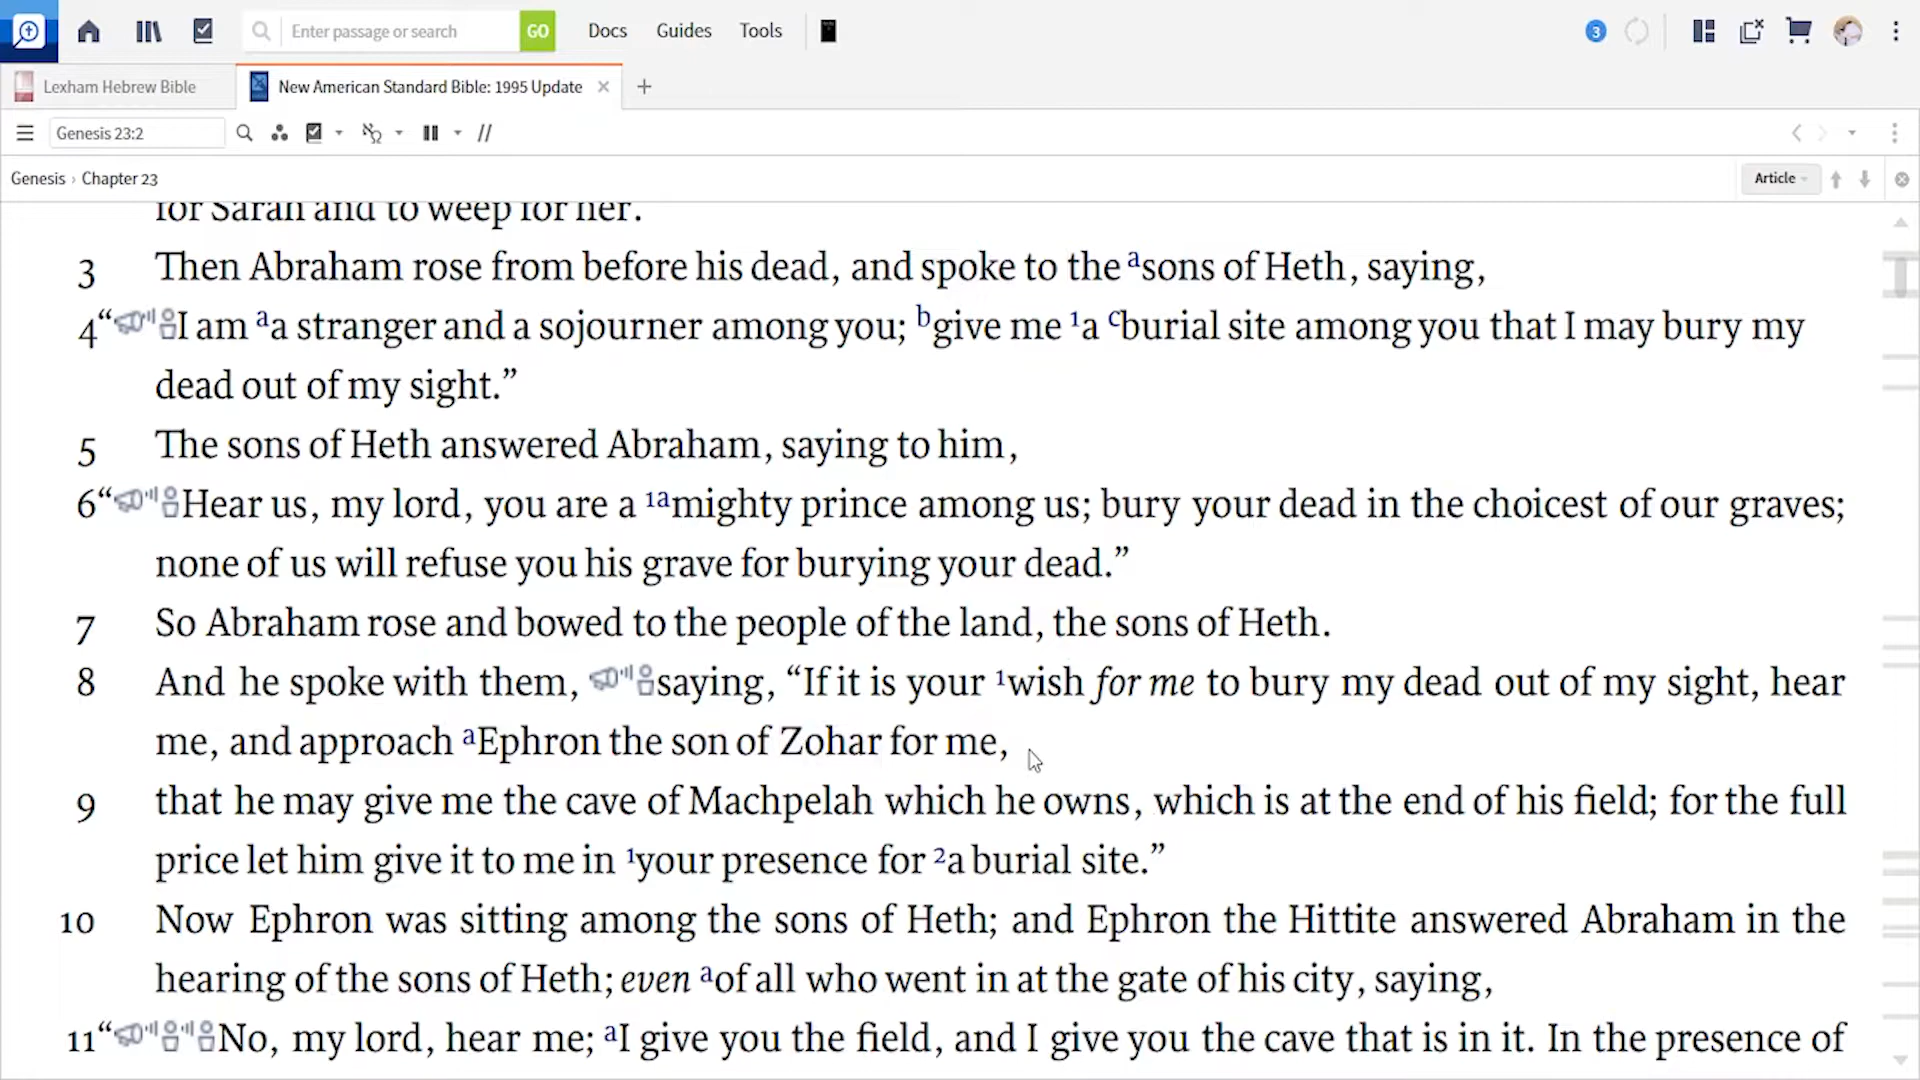 Enter passage or search GO Docs Guides Tools 3
Lexham Hebrew Bible New American Standard Bible: 1995 Update
Genesis 23:2
Genesis › Chapter 23 Article
for Sarah and to weep for her.
3 Then Abraham rose from before his dead, and spoke to the ᵃsons of Heth, saying,
4 “I am ᵃa stranger and a sojourner among you; ᵇgive me ¹a ᶜburial site among you that I may bury my
dead out of my sight.”
5 The sons of Heth answered Abraham, saying to him,
6 “Hear us, my lord, you are a ¹ᵃmighty prince among us; bury your dead in the choicest of our graves;
none of us will refuse you his grave for burying your dead.”
7 So Abraham rose and bowed to the people of the land, the sons of Heth.
8 And he spoke with them, saying, “If it is your ¹wish for me to bury my dead out of my sight, hear
me, and approach ᵃEphron the son of Zohar for me,
9 that he may give me the cave of Machpelah which he owns, which is at the end of his field; for the full
price let him give it to me in ¹your presence for ²a burial site.”
10 Now Ephron was sitting among the sons of Heth; and Ephron the Hittite answered Abraham in the
hearing of the sons of Heth; even ᵃof all who went in at the gate of his city, saying,
11 “No, my lord, hear me; ᵃI give you the field, and I give you the cave that is in it. In the presence of